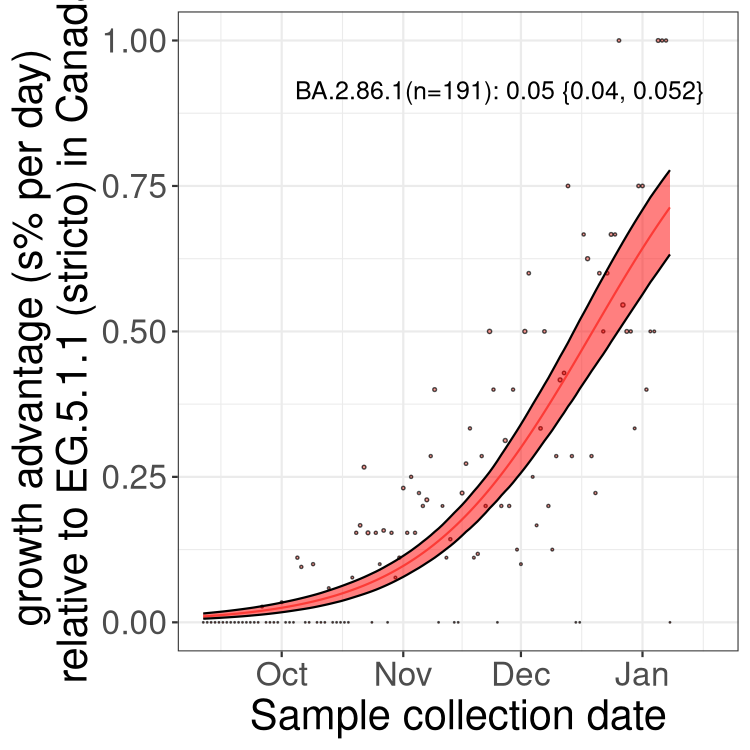 growth advantage (s% per day)
relative to EG.5.1.1 (stricto) in Canada
1.00
0.75
0.50
0.25
0.00
BA.2.86.1(n=191): 0.05 {0.04, 0.052}
Oct Nov Dec Jan
Sample collection date